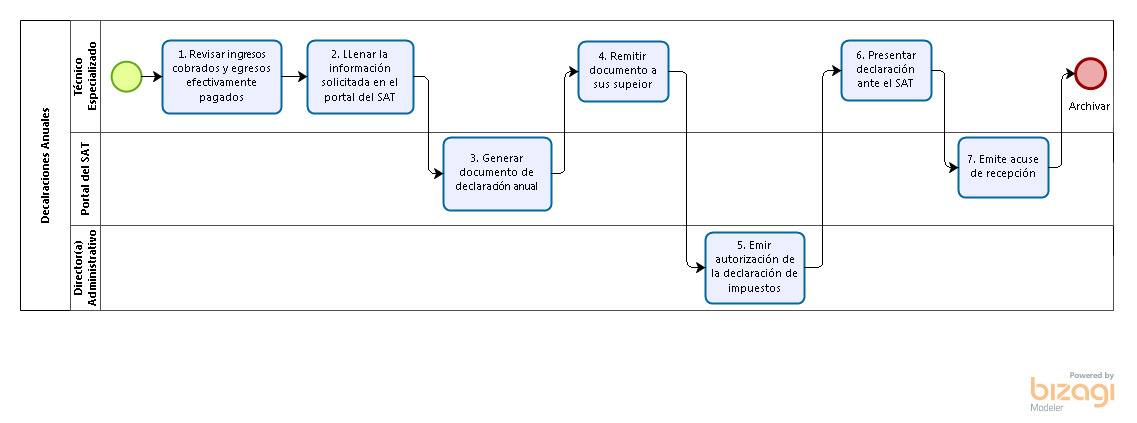 Decalraciones Anuales
Técnico
Especializado
1. Revisar ingresos
cobrados y egresos
efectivamente
pagados
2. LLenar la
información
solicitada en el
portal del SAT
4. Remitir
documento a
sus supeior
6. Presentar
declaración
ante el SAT
Archivar
Portal del SAT
3. Generar
documento de
declaración anual
7. Emite acuse
de recepción
Director(a)
Administrativo
5. Emir
autorización de
la declaración de
impuestos
Powered by
bizagi
Modeler